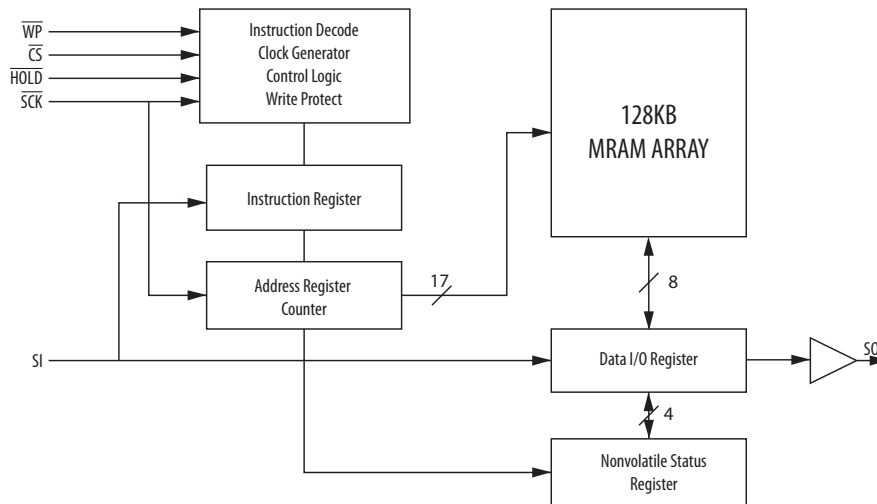 WP
CS
HOLD
SCK
Instruction Decode
Clock Generator
Control Logic
Write Protect
128KB
MRAM ARRAY
Instruction Register
Address Register
Counter
17
8
SI
Data I/O Register
SO
4
Nonvolatile Status
Register